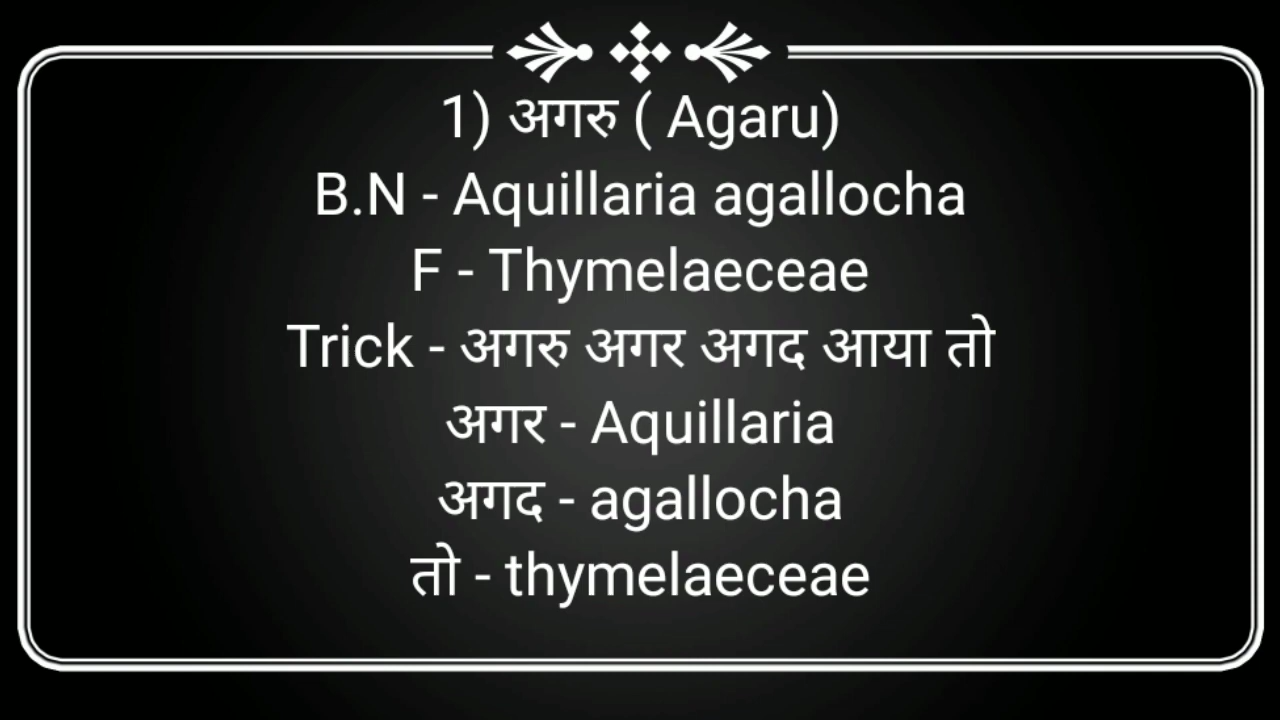 1) अगरु ( Agaru)
B.N - Aquillaria agallocha
F - Thymelaeceae
Trick - अगरु अगर अगद आया तो
अगर - Aquillaria
अगद - agallocha
तो - thymelaeceae